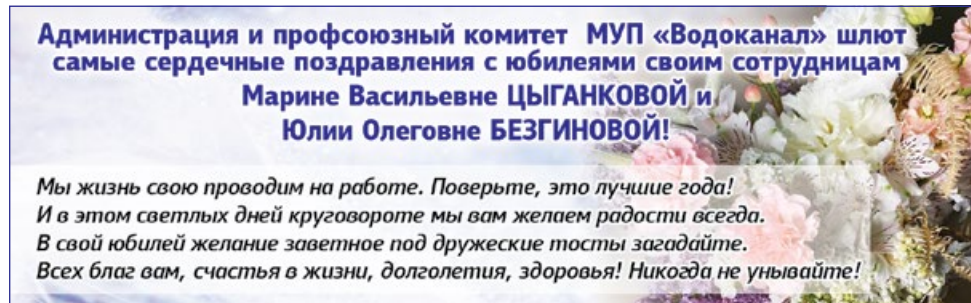 Администрация и профсоюзный комитет МУП «Водоканал» шлют
самые сердечные поздравления с юбилеями своим сотрудницам
Марине Васильевне ЦЫГАНКОВОЙ и
Юлии Олеговне БЕЗГИНОВОЙ!
Мы жизнь свою проводим на работе. Поверьте, это лучшие года!
И в этом светлых дней круговороте мы вам желаем радости всегда.
В свой юбилей желание заветное под дружеские тосты загадайте.
Всех благ вам, счастья в жизни, долголетия, здоровья! Никогда не унывайте!